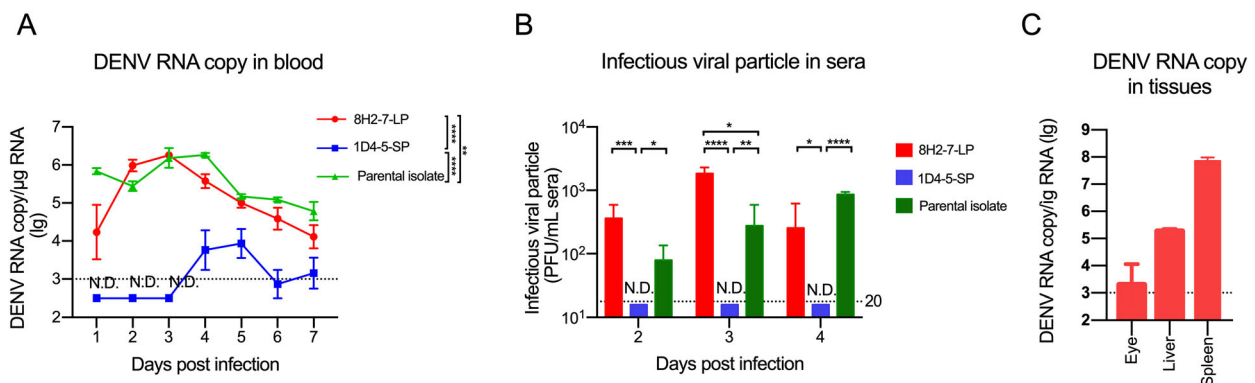 A
DENV RNA copy in blood
DENV RNA copy/μg RNA
(lg)
7
6
5
4
3
2
N.D.
N.D.
N.D.
1
2
3
4
5
6
7
Days post infection
8H2-7-LP
1D4-5-SP
Parental isolate
****
****
**
B
Infectious viral particle in sera
Infectious viral particle
(PFU/mL sera)
10⁴
10³
10²
10¹
***
*
*
****
**
*
****
N.D.
N.D.
N.D.
20
2
3
4
Days post infection
8H2-7-LP
1D4-5-SP
Parental isolate
C
DENV RNA copy
in tissues
DENV RNA copy/ig RNA (lg)
9
8
7
6
5
4
3
2
Eye
Liver
Spleen